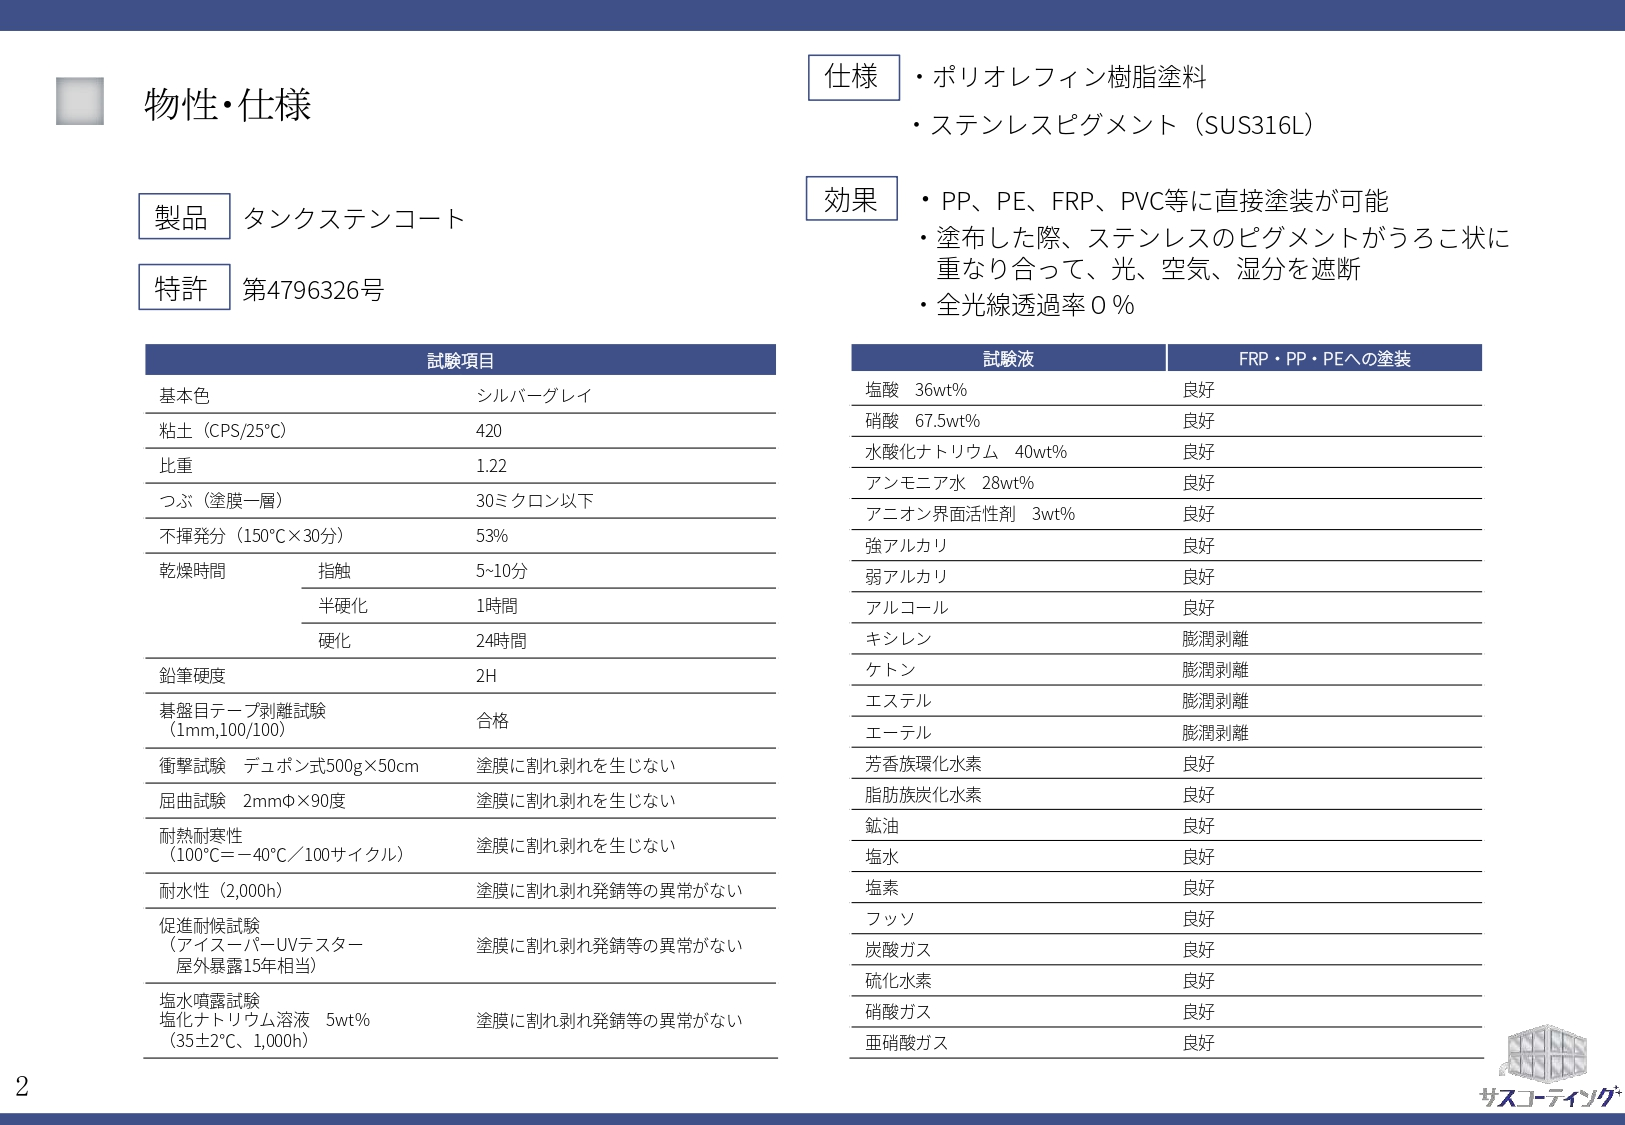 物性・仕様
製品 タンクステンコート
特許 第4796326号
仕様 ・ポリオレフィン樹脂塗料
・ステンレスピグメント（SUS316L）
効果 ・PP、PE、FRP、PVC等に直接塗装が可能
・塗布した際、ステンレスのピグメントがうろこ状に
重なり合って、光、空気、湿分を遮断
・全光線透過率０％
試験項目
基本色 シルバーグレイ
粘土（CPS/25℃） 420
比重 1.22
つぶ（塗膜一層） 30ミクロン以下
不揮発分（150℃×30分） 53%
乾燥時間 指触 5~10分
半硬化 1時間
硬化 24時間
鉛筆硬度 2H
碁盤目テープ剥離試験
（1mm,100/100） 合格
衝撃試験　デュポン式500g×50cm 塗膜に割れ剥れを生じない
屈曲試験　2mmΦ×90度 塗膜に割れ剥れを生じない
耐熱耐寒性
（100℃＝－40℃／100サイクル） 塗膜に割れ剥れを生じない
耐水性（2,000h） 塗膜に割れ剥れ発錆等の異常がない
促進耐候試験
（アイスーパーUVテスター
屋外暴露15年相当） 塗膜に割れ剥れ発錆等の異常がない
塩水噴露試験
塩化ナトリウム溶液　5wt%
（35±2℃、1,000h） 塗膜に割れ剥れ発錆等の異常がない
試験液 FRP・PP・PEへの塗装
塩酸　36wt% 良好
硝酸　67.5wt% 良好
水酸化ナトリウム　40wt% 良好
アンモニア水　28wt% 良好
アニオン界面活性剤　3wt% 良好
強アルカリ 良好
弱アルカリ 良好
アルコール 良好
キシレン 膨潤剥離
ケトン 膨潤剥離
エステル 膨潤剥離
エーテル 膨潤剥離
芳香族環化水素 良好
脂肪族炭化水素 良好
鉱油 良好
塩水 良好
塩素 良好
フッソ 良好
炭酸ガス 良好
硫化水素 良好
硝酸ガス 良好
亜硝酸ガス 良好
サスコーティング
2